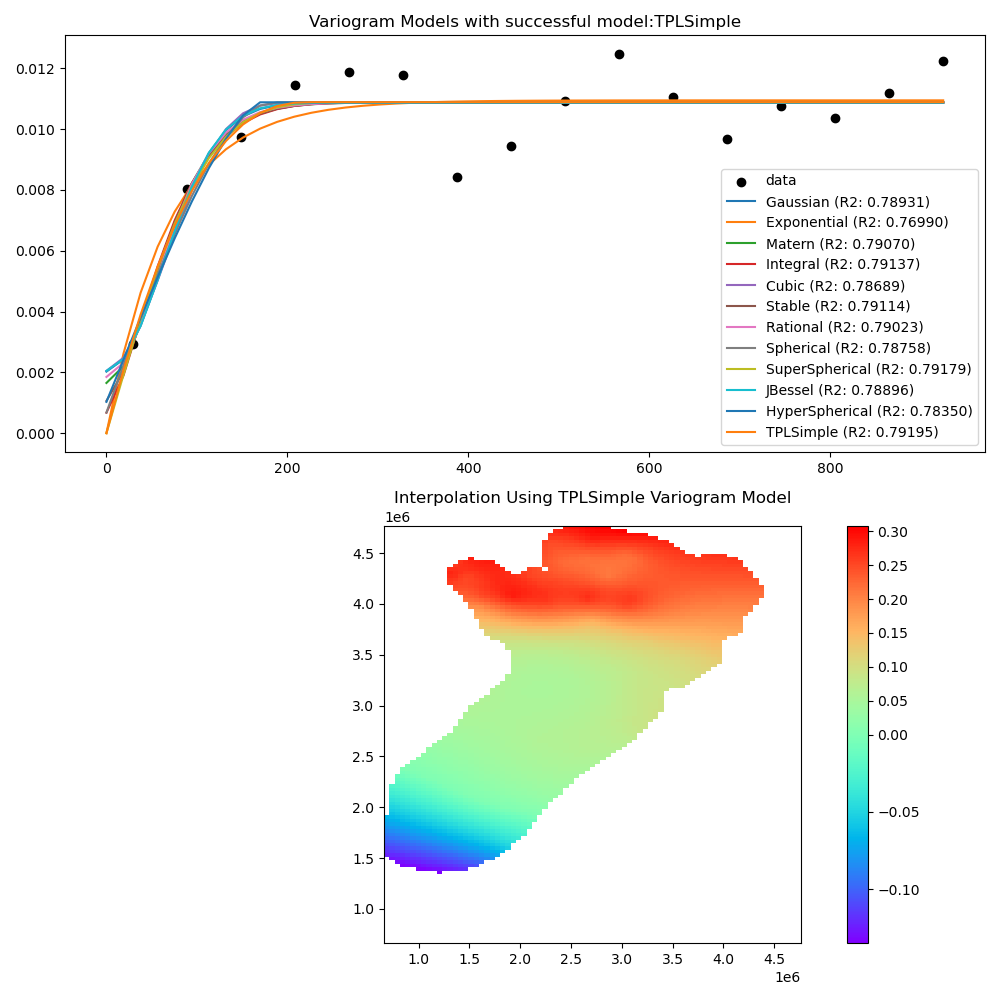 Variogram Models with successful model:TPLSimple
0.012
0.010
0.008
0.006
0.004
0.002
0.000
data
Gaussian (R2: 0.78931)
Exponential (R2: 0.76990)
Matern (R2: 0.79070)
Integral (R2: 0.79137)
Cubic (R2: 0.78689)
Stable (R2: 0.79114)
Rational (R2: 0.79023)
Spherical (R2: 0.78758)
SuperSpherical (R2: 0.79179)
JBessel (R2: 0.78896)
HyperSpherical (R2: 0.78350)
TPLSimple (R2: 0.79195)
0 200 400 600 800
Interpolation Using TPLSimple Variogram Model
1e6
4.5
4.0
3.5
3.0
2.5
2.0
1.5
1.0
1.0 1.5 2.0 2.5 3.0 3.5 4.0 4.5
1e6
0.30
0.25
0.20
0.15
0.10
0.05
0.00
−0.05
−0.10